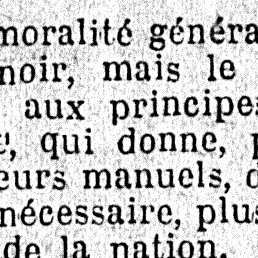 moralité généra
noir, mais le
aux principes
, qui donne,
eurs manuels,
nécessaire, plus
de la nation.